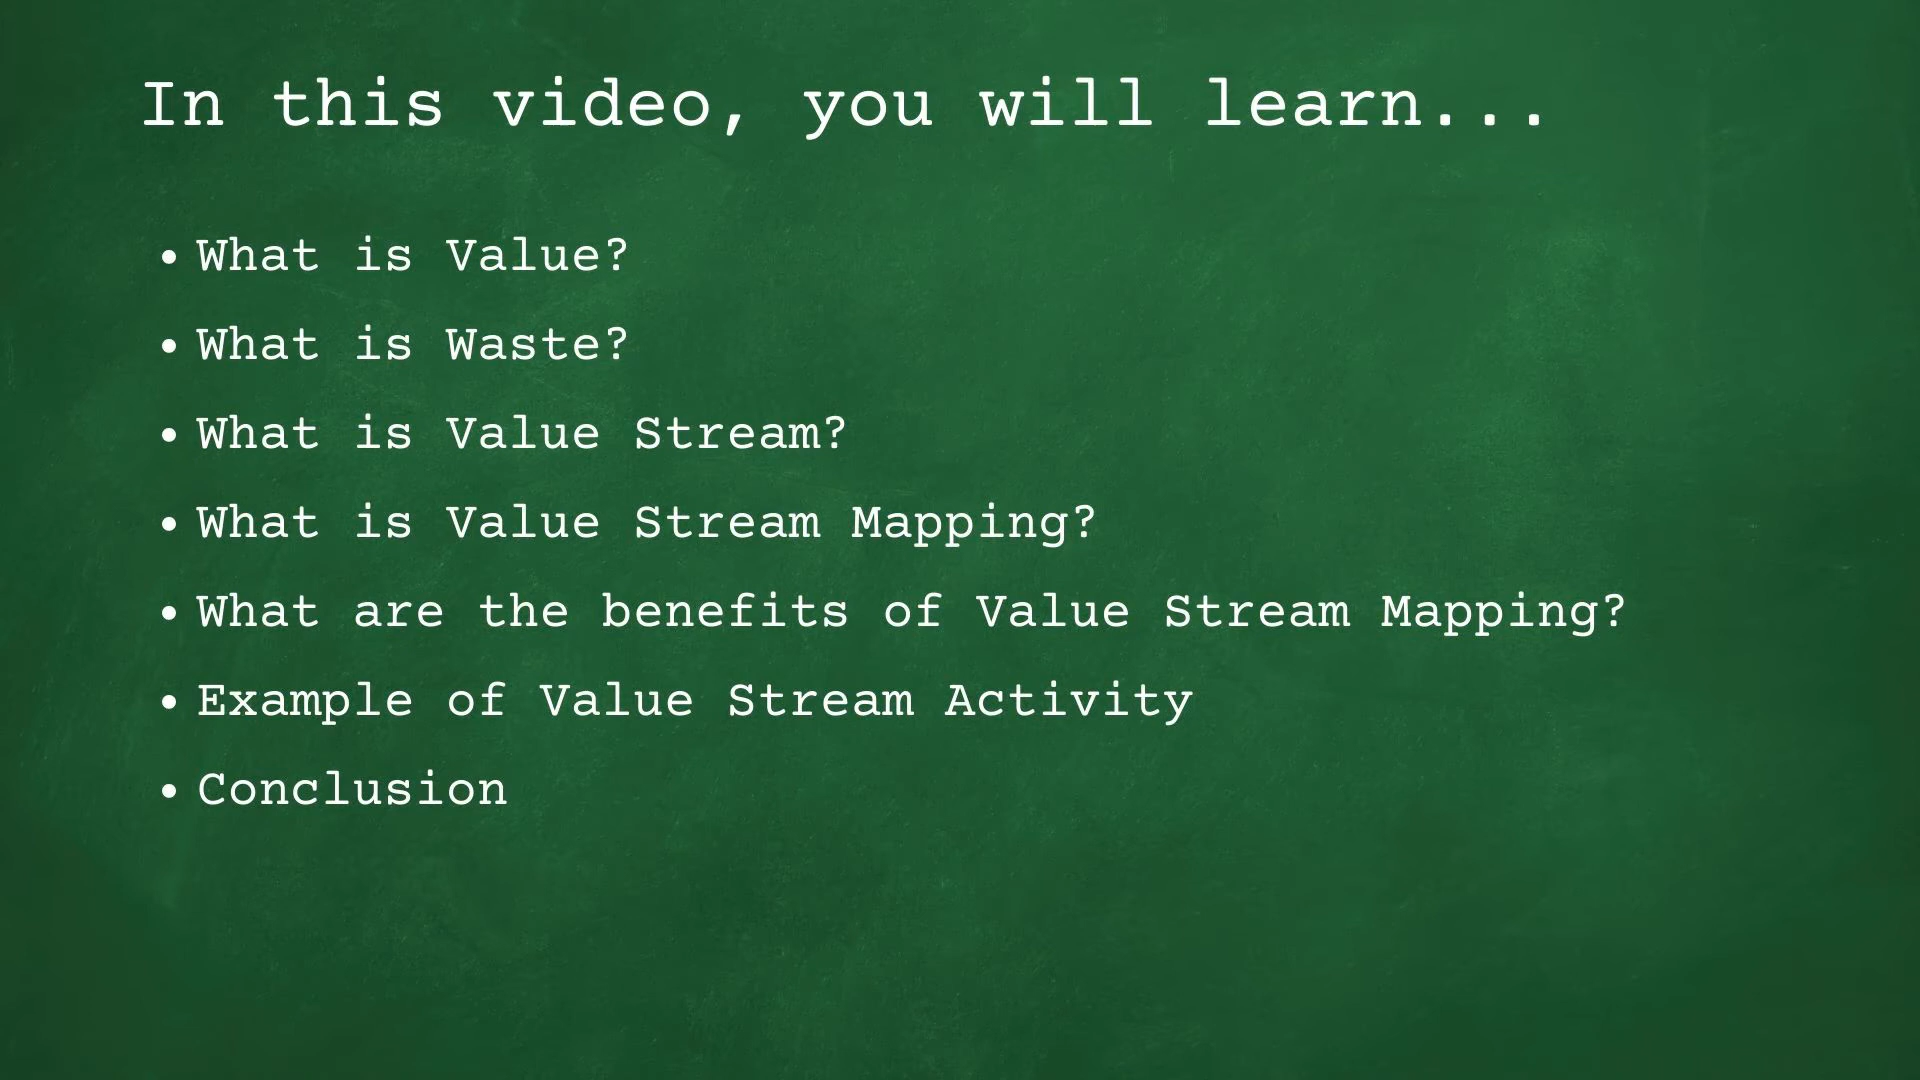 In this video, you will learn...
• What is Value?
• What is Waste?
• What is Value Stream?
• What is Value Stream Mapping?
• What are the benefits of Value Stream Mapping?
• Example of Value Stream Activity
• Conclusion